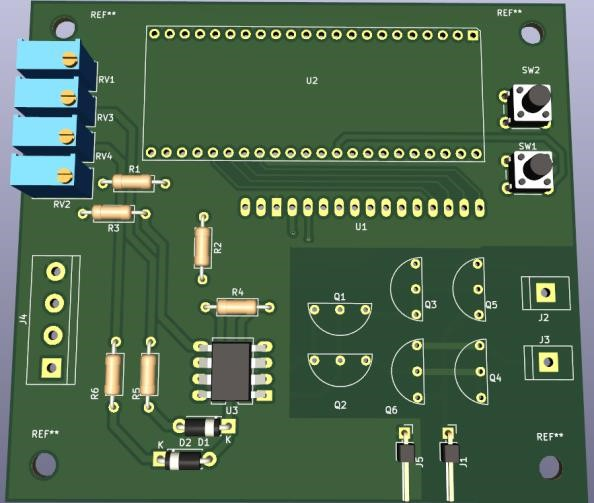 REF**
REF**
RV1
RV3
RV4
RV2
U2
SW2
SW1
R1
R3
R2
U1
R4
J4
Q1
Q3
Q5
J2
J3
Q2
Q6
Q4
R6
R5
U3
D2 D1
K
K
REF**
REF**
J5
J1